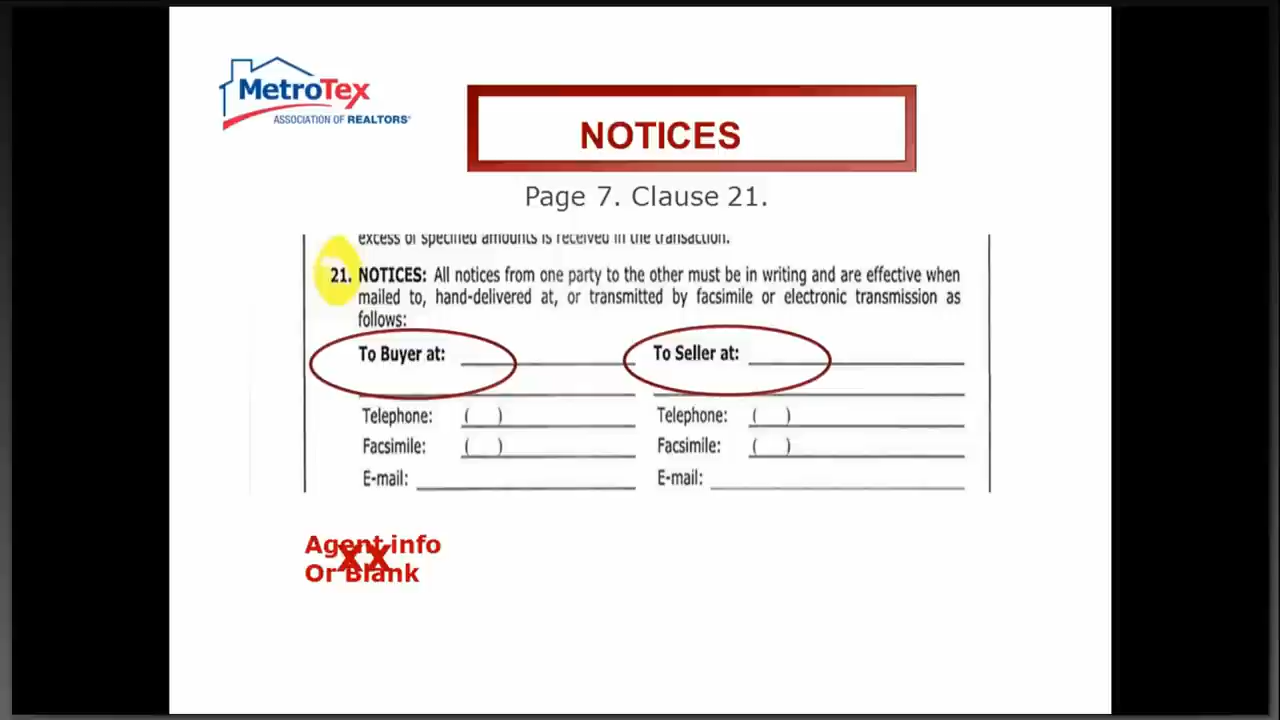 MetroTex
ASSOCIATION OF REALTORS®
NOTICES
Page 7. Clause 21.
excess of specified amounts is received in the transaction.
21. NOTICES: All notices from one party to the other must be in writing and are effective when
mailed to, hand-delivered at, or transmitted by facsimile or electronic transmission as
follows:
To Buyer at: To Seller at:
Telephone: ( ) Telephone: ( )
Facsimile: ( ) Facsimile: ( )
E-mail: E-mail:
Agent info
XX
Or Blank